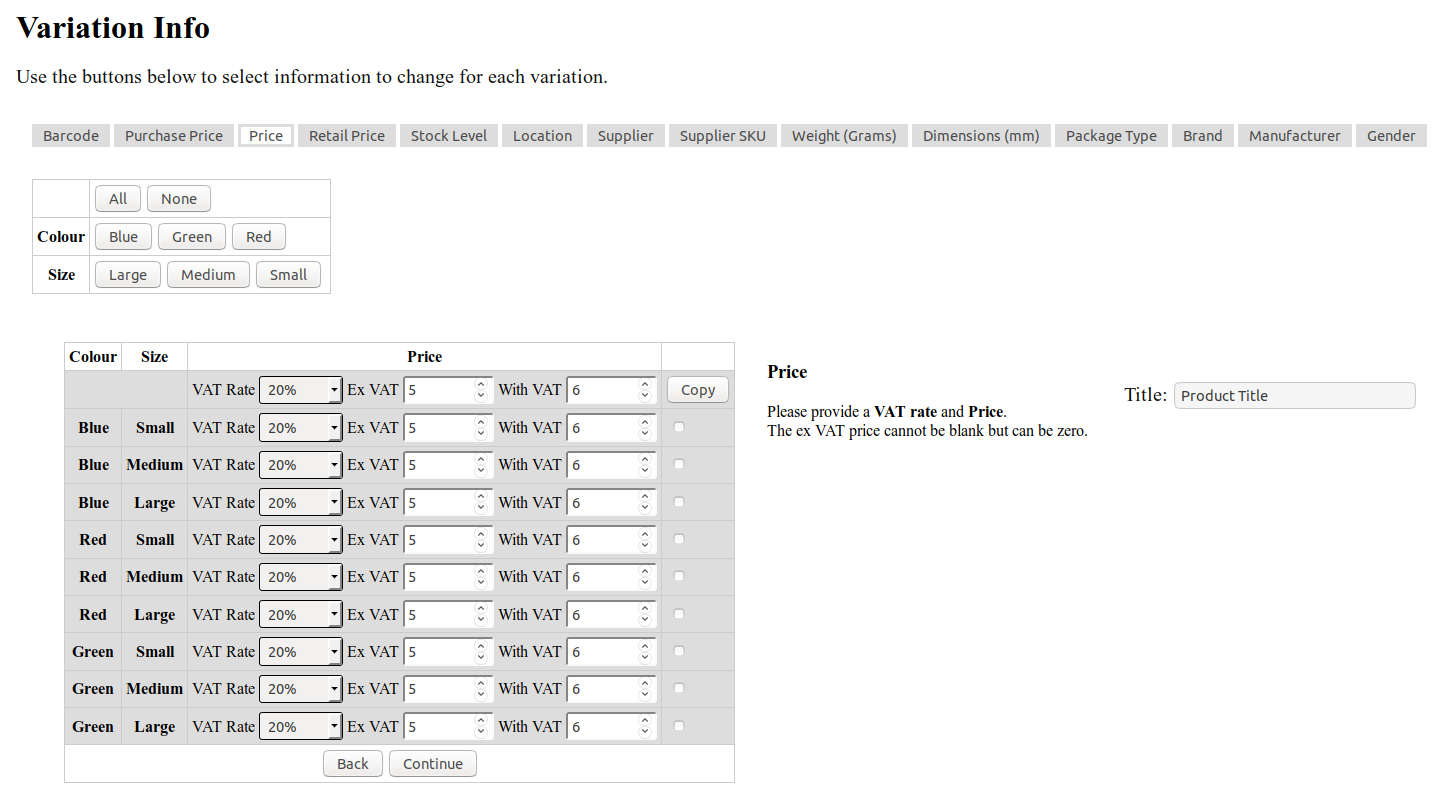 Variation Info
Use the buttons below to select information to change for each variation.
Barcode Purchase Price Price Retail Price Stock Level Location Supplier Supplier SKU Weight (Grams) Dimensions (mm) Package Type Brand Manufacturer Gender
All None
Colour Blue Green Red
Size Large Medium Small
Colour Size Price
VAT Rate 20% Ex VAT 5 With VAT 6 Copy
Blue Small VAT Rate 20% Ex VAT 5 With VAT 6
Blue Medium VAT Rate 20% Ex VAT 5 With VAT 6
Blue Large VAT Rate 20% Ex VAT 5 With VAT 6
Red Small VAT Rate 20% Ex VAT 5 With VAT 6
Red Medium VAT Rate 20% Ex VAT 5 With VAT 6
Red Large VAT Rate 20% Ex VAT 5 With VAT 6
Green Small VAT Rate 20% Ex VAT 5 With VAT 6
Green Medium VAT Rate 20% Ex VAT 5 With VAT 6
Green Large VAT Rate 20% Ex VAT 5 With VAT 6
Back Continue
Price
Please provide a VAT rate and Price.
The ex VAT price cannot be blank but can be zero.
Title: Product Title